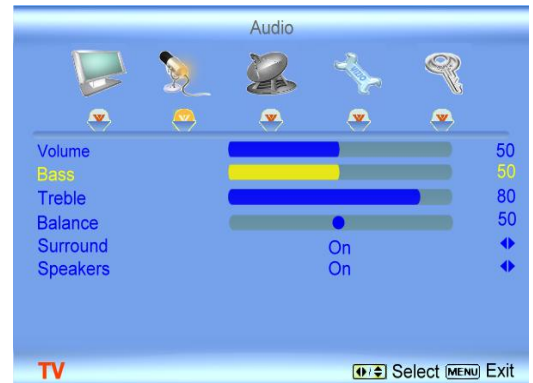 Audio
Volume 50
Bass 50
Treble 80
Balance 50
Surround On
Speakers On
TV Select MENU Exit